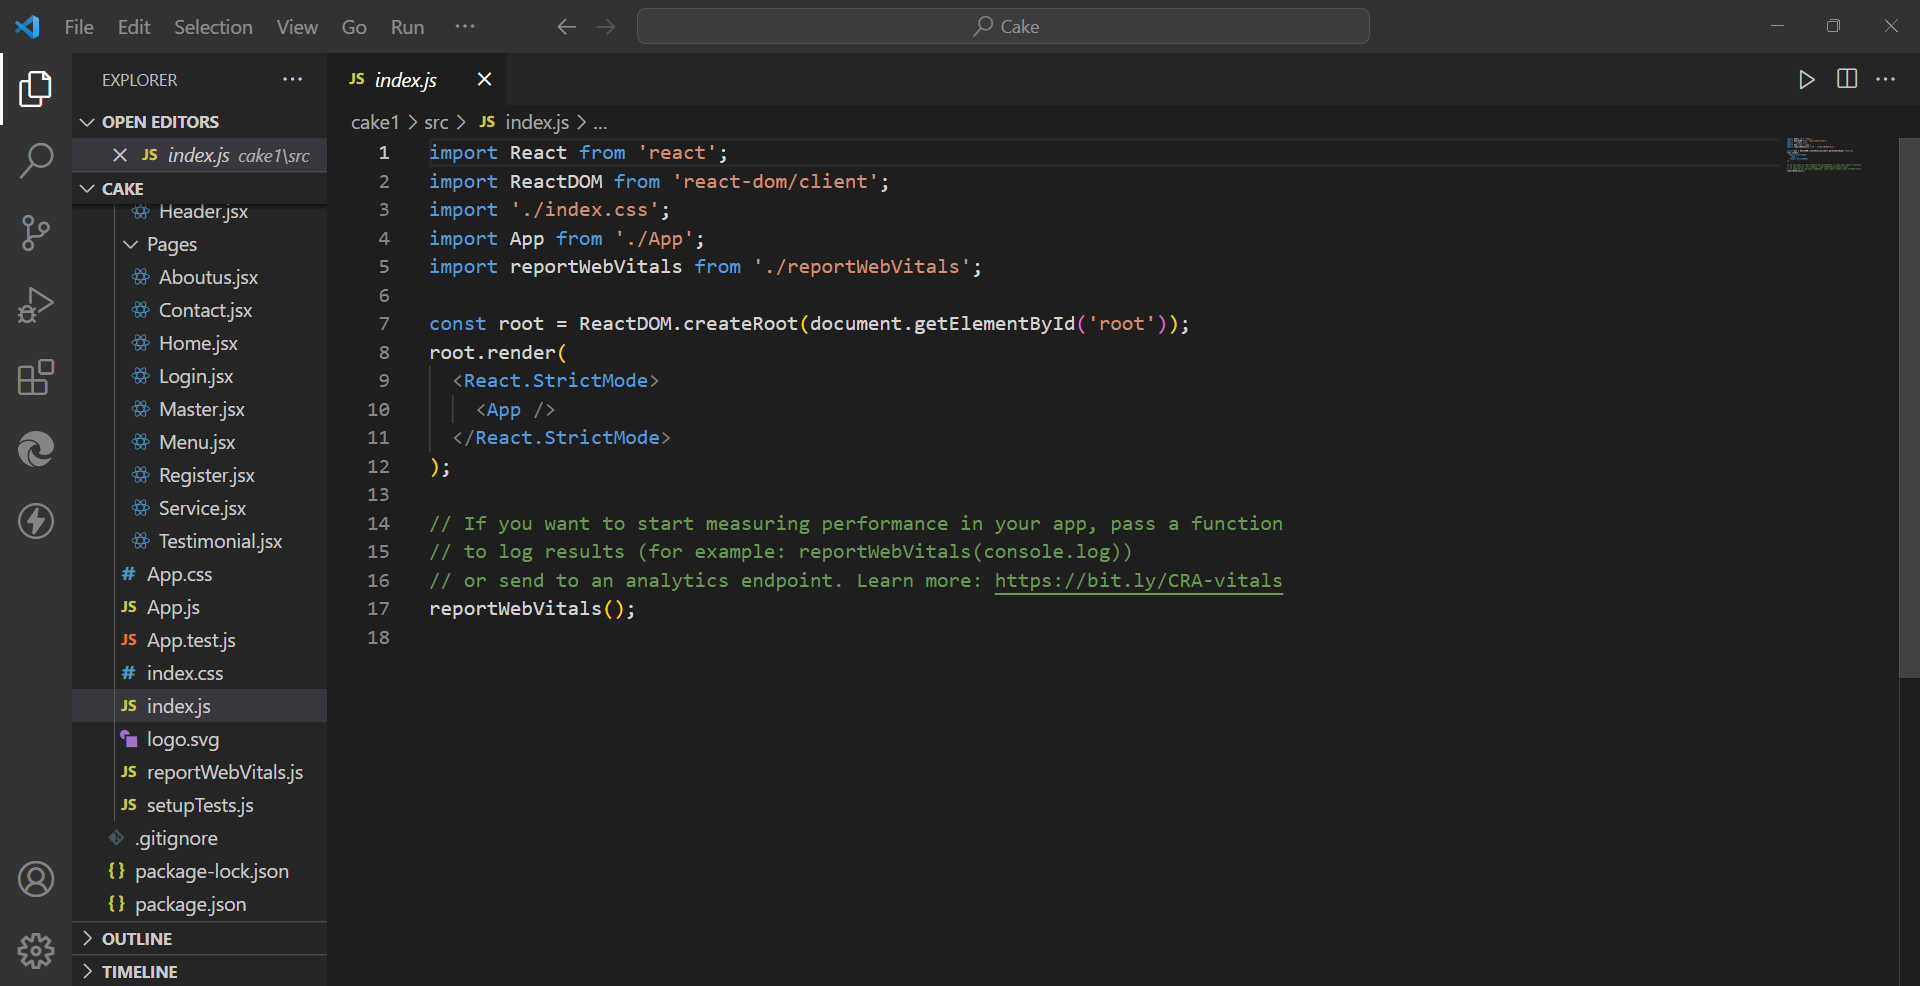 File Edit Selection View Go Run ··· Cake
EXPLORER ···
OPEN EDITORS
JS index.js cake1\src
CAKE
Header.jsx
Pages
Aboutus.jsx
Contact.jsx
Home.jsx
Login.jsx
Master.jsx
Menu.jsx
Register.jsx
Service.jsx
Testimonial.jsx
# App.css
JS App.js
JS App.test.js
# index.css
JS index.js
logo.svg
JS reportWebVitals.js
JS setupTests.js
.gitignore
{} package-lock.json
{} package.json
OUTLINE
TIMELINE
JS index.js
cake1 > src > JS index.js > ...
1 import React from 'react';
2 import ReactDOM from 'react-dom/client';
3 import './index.css';
4 import App from './App';
5 import reportWebVitals from './reportWebVitals';
6
7 const root = ReactDOM.createRoot(document.getElementById('root'));
8 root.render(
9 <React.StrictMode>
10 <App />
11 </React.StrictMode>
12 );
13
14 // If you want to start measuring performance in your app, pass a function
15 // to log results (for example: reportWebVitals(console.log))
16 // or send to an analytics endpoint. Learn more: https://bit.ly/CRA-vitals
17 reportWebVitals();
18